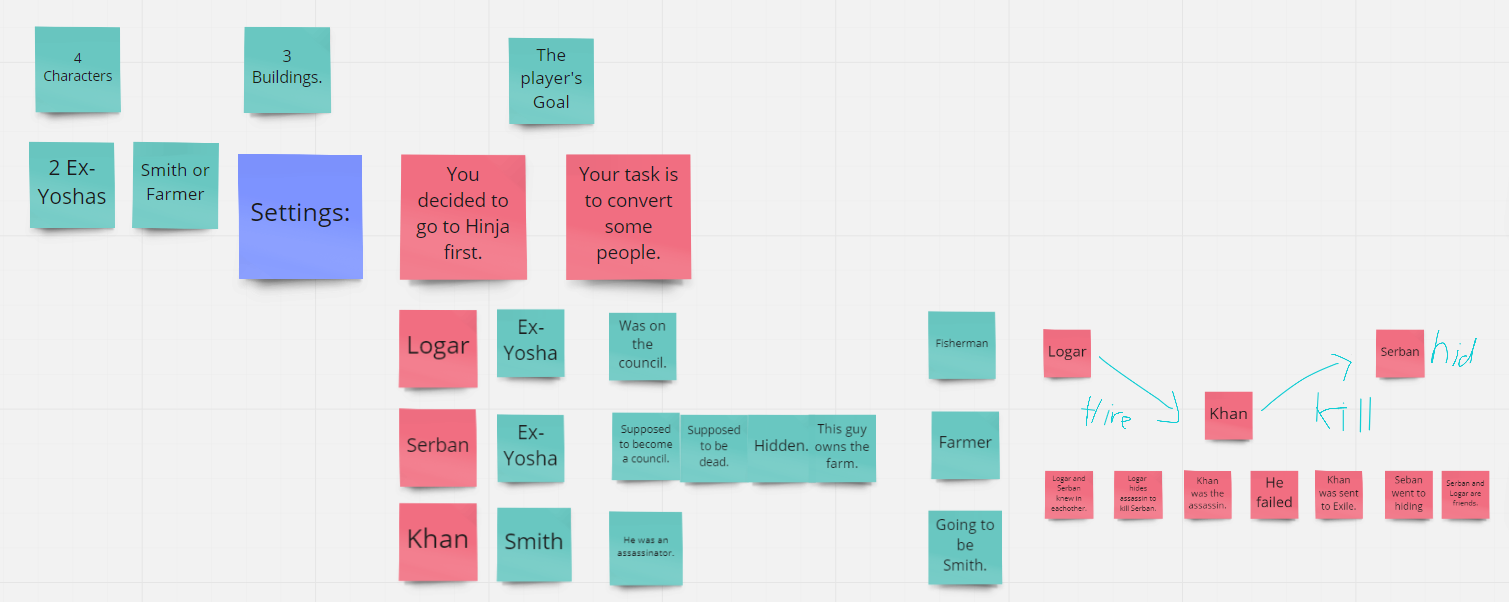 4
Characters
3
Buildings.
The
player's
Goal
2 Ex-
Yoshas
Smith or
Farmer
Settings:
You
decided to
go to Hinja
first.
Your task is
to convert
some
people.
Logar
Ex-
Yosha
Was on
the
council.
Fisherman
Serban
Ex-
Yosha
Supposed
to become
a council.
Supposed
to be
dead.
Hidden.
This guy
owns the
farm.
Farmer
Khan
Smith
He was an
assassinator.
Going to
be
Smith.
Logar
Hire
Khan
kill
Serban
hid
Logar and
Serban
knew in
eachother.
Logar
hides
assassin to
kill Serban.
Khan
was the
assassin.
He
failed
Khan
was sent
to Exile.
Seban
went to
hiding
Serban and
Logar are
friends.